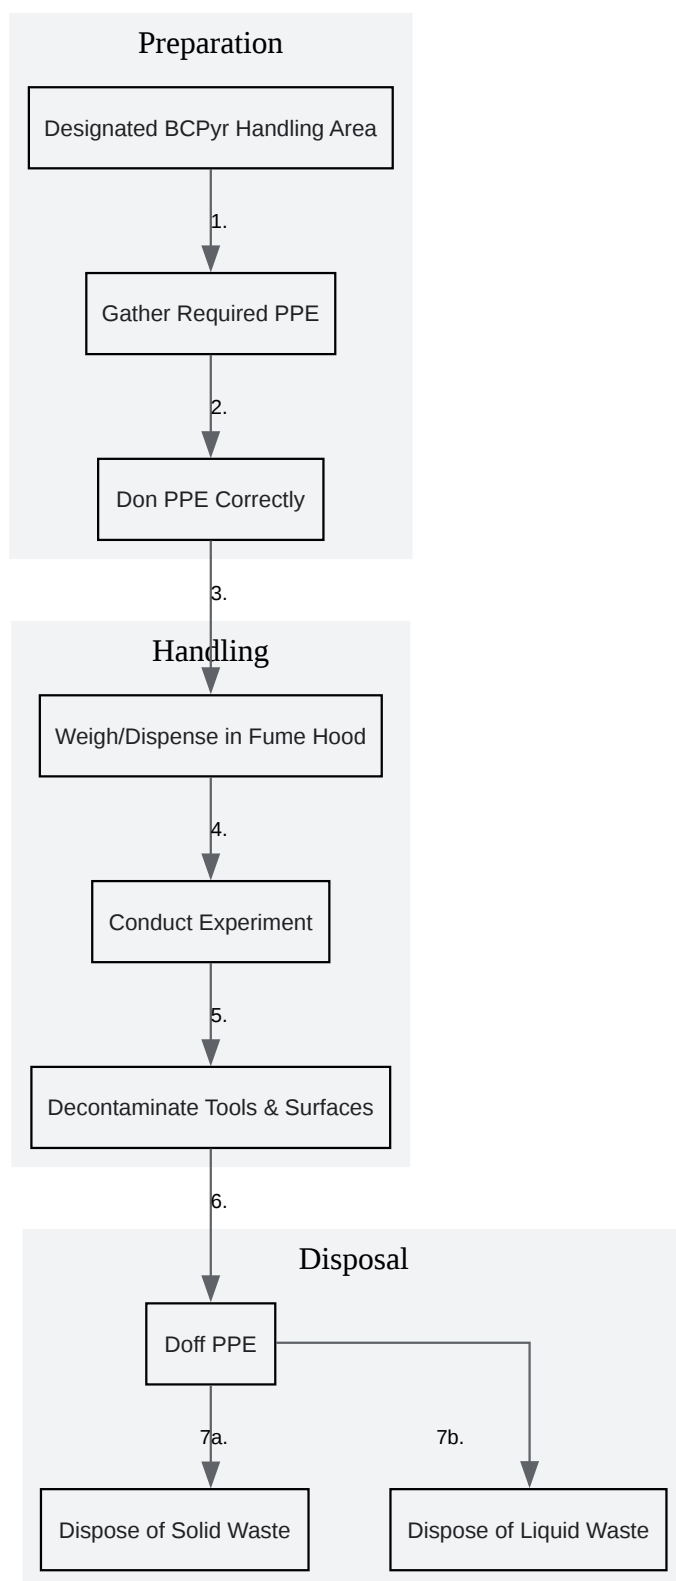 Preparation
Designated BCPyr Handling Area
1.
Gather Required PPE
2.
Don PPE Correctly
3.
Handling
Weigh/Dispense in Fume Hood
4.
Conduct Experiment
5.
Decontaminate Tools & Surfaces
6.
Disposal
Doff PPE
7a.
7b.
Dispose of Solid Waste
Dispose of Liquid Waste